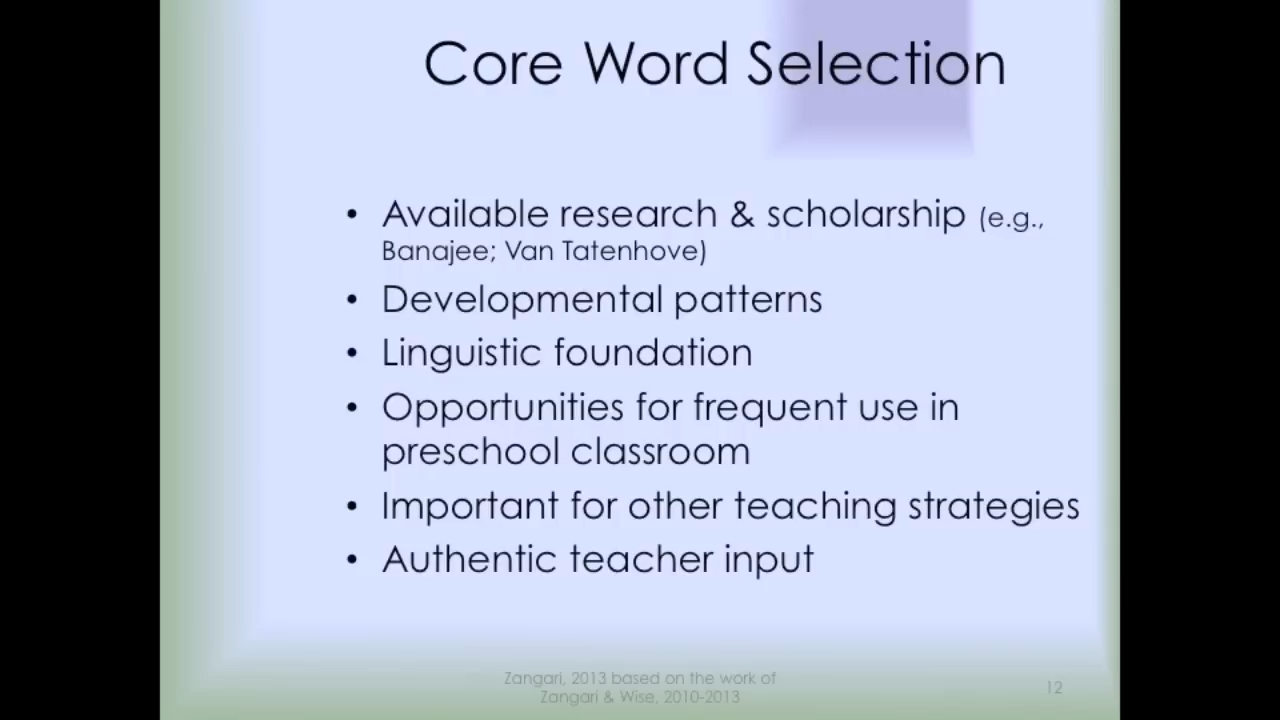 Core Word Selection
• Available research & scholarship (e.g.,
Banajee; Van Tatenhove)
• Developmental patterns
• Linguistic foundation
• Opportunities for frequent use in
preschool classroom
• Important for other teaching strategies
• Authentic teacher input
Zangari, 2013 based on the work of
Zangari & Wise, 2010-2013
12